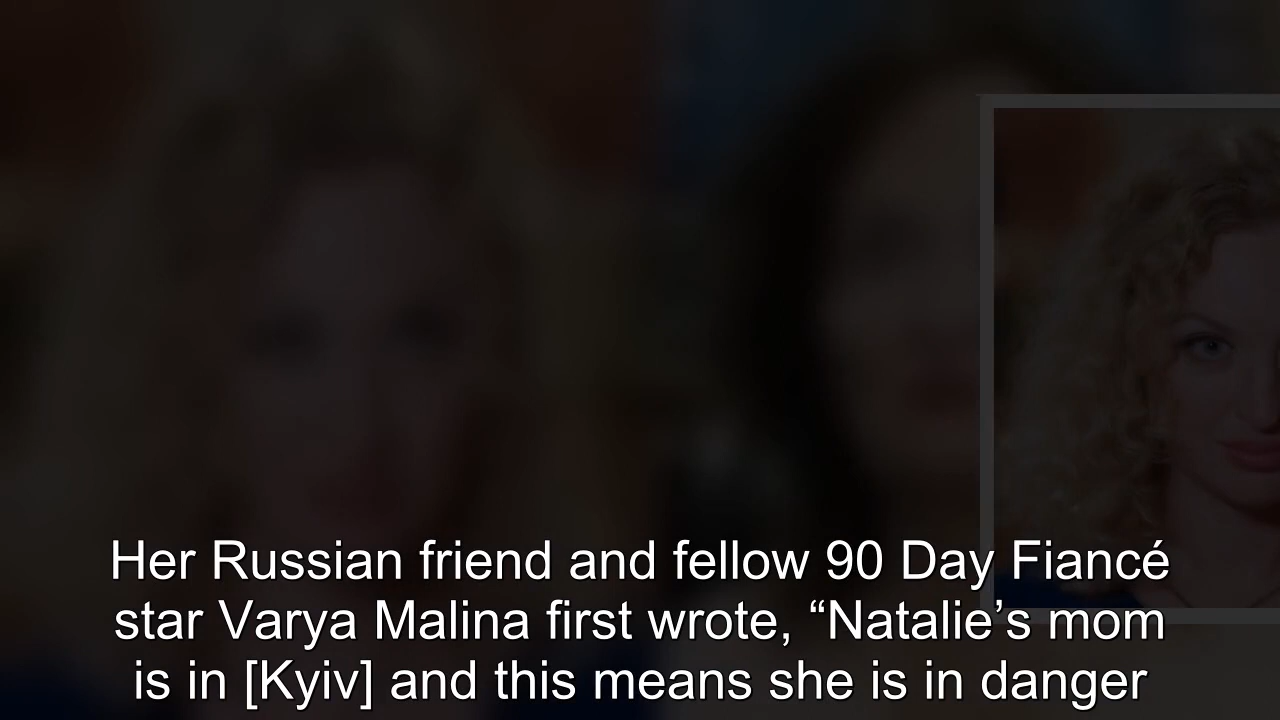 Her Russian friend and fellow 90 Day Fiancé
star Varya Malina first wrote, “Natalie’s mom
is in [Kyiv] and this means she is in danger